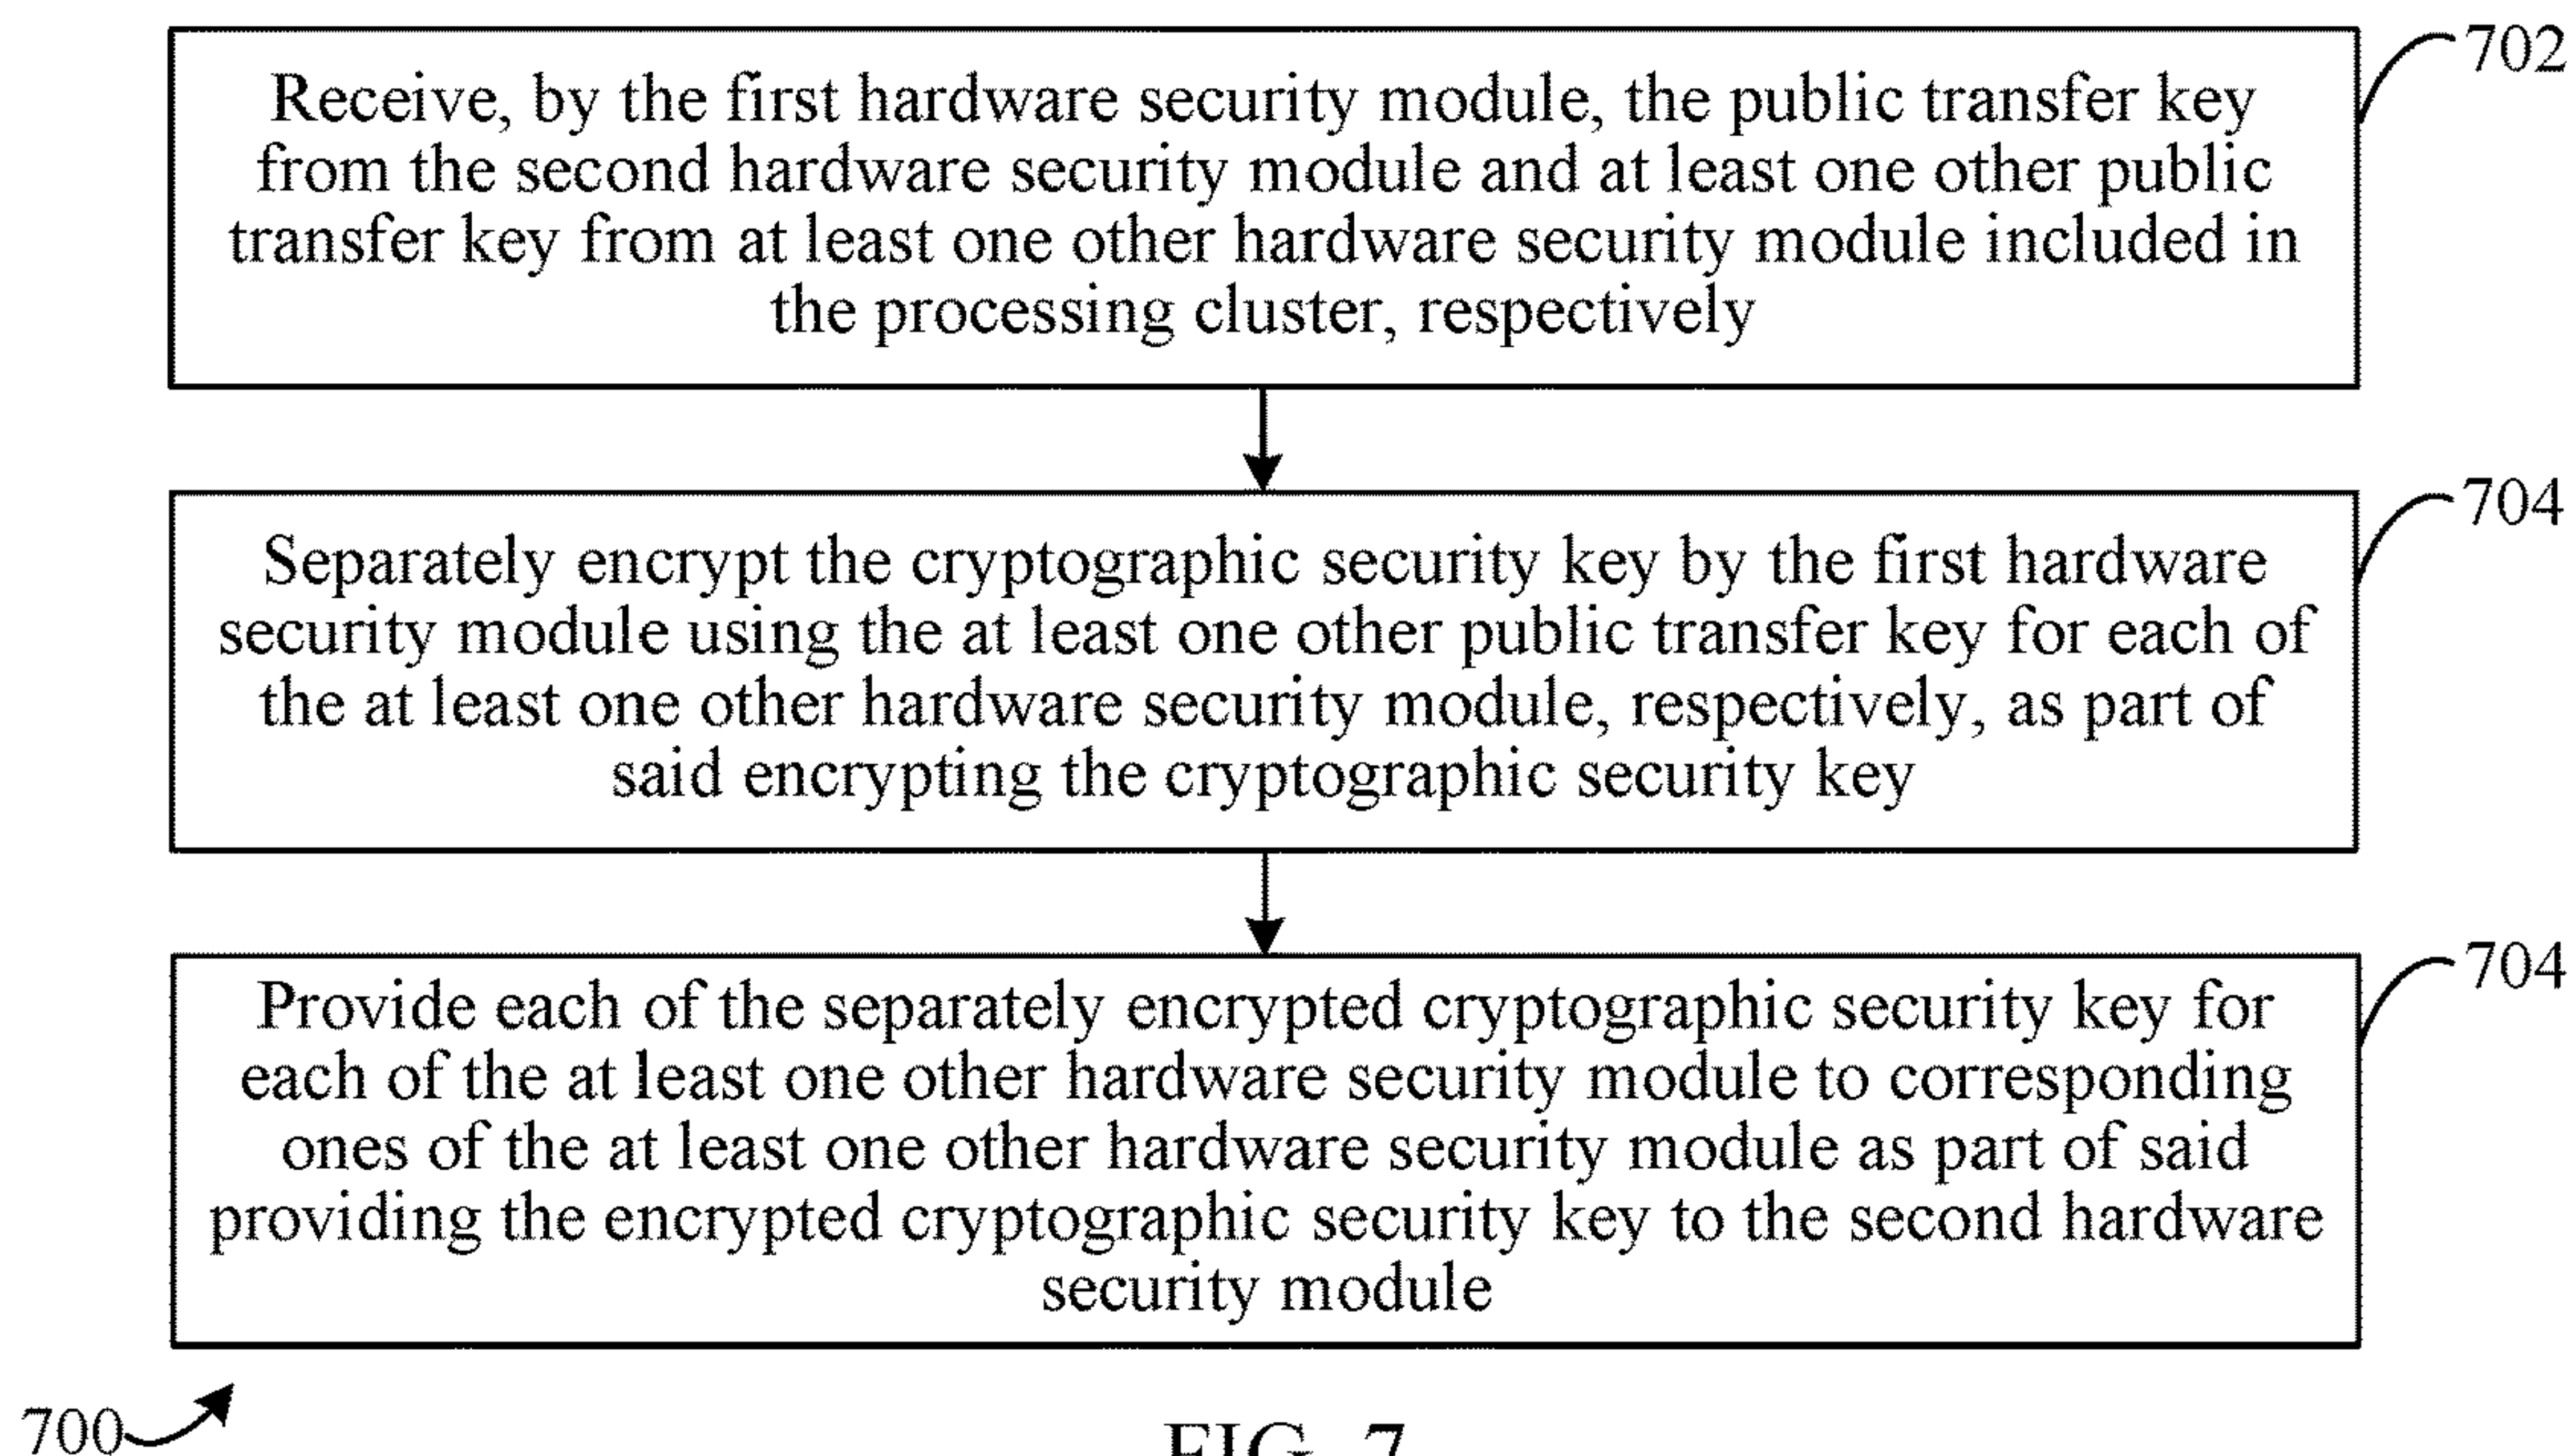 702
Receive, by the first hardware security module, the public transfer key
from the second hardware security module and at least one other public
transfer key from at least one other hardware security module included in
the processing cluster, respectively
704
Separately encrypt the cryptographic security key by the first hardware
security module using the at least one other public transfer key for each of
the at least one other hardware security module, respectively, as part of
said encrypting the cryptographic security key
704
Provide each of the separately encrypted cryptographic security key for
each of the at least one other hardware security module to corresponding
ones of the at least one other hardware security module as part of said
providing the encrypted cryptographic security key to the second hardware
security module
700
FIG. 7